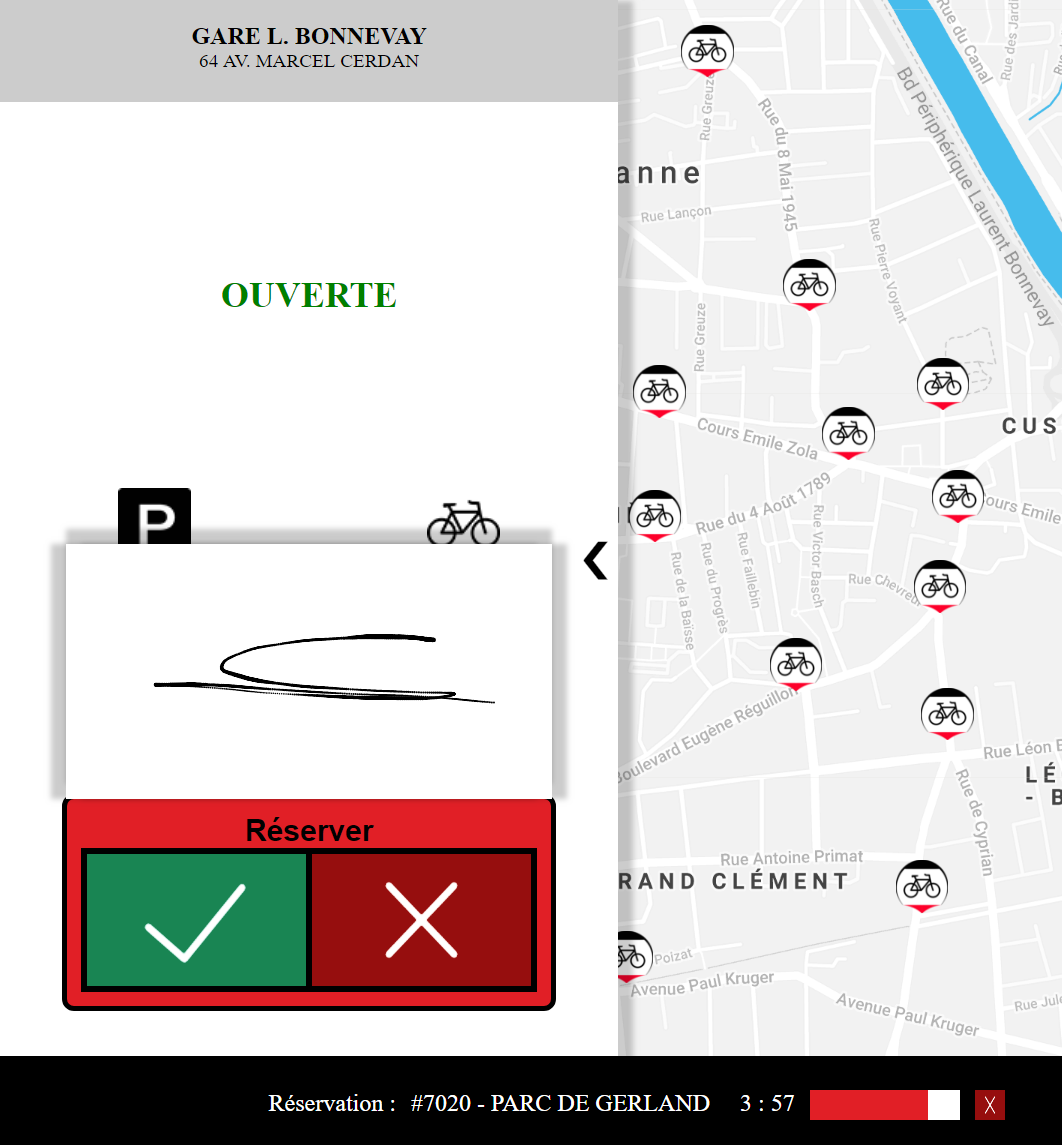 GARE L. BONNEVAY
64 AV. MARCEL CERDAN
OUVERTE
P
Réserver
Réservation : #7020 - PARC DE GERLAND 3 : 57
Rue du Canal
Rue des Jardi
Bd Périphérique Laurent Bonnevay
Rue Greuze
Rue du 8 Mai 1945
anne
Rue Lançon
Rue Pierre Voyant
Rue Greuze
CUS
Cours Emile Zola
Rue du 4 Août 1789
ours Emile
Rue Victor Basch
Rue Faillebin
Rue du Progrès
Rue de la Baïsse
Rue Chevreu
Boulevard Eugène Réguillon
Rue Léon B
LÉ
- B
Rue de Cyprian
Rue Antoine Primat
RAND CLÉMENT
Poizat
Avenue Paul Kruger
Avenue Paul Kruger
Rue Jule